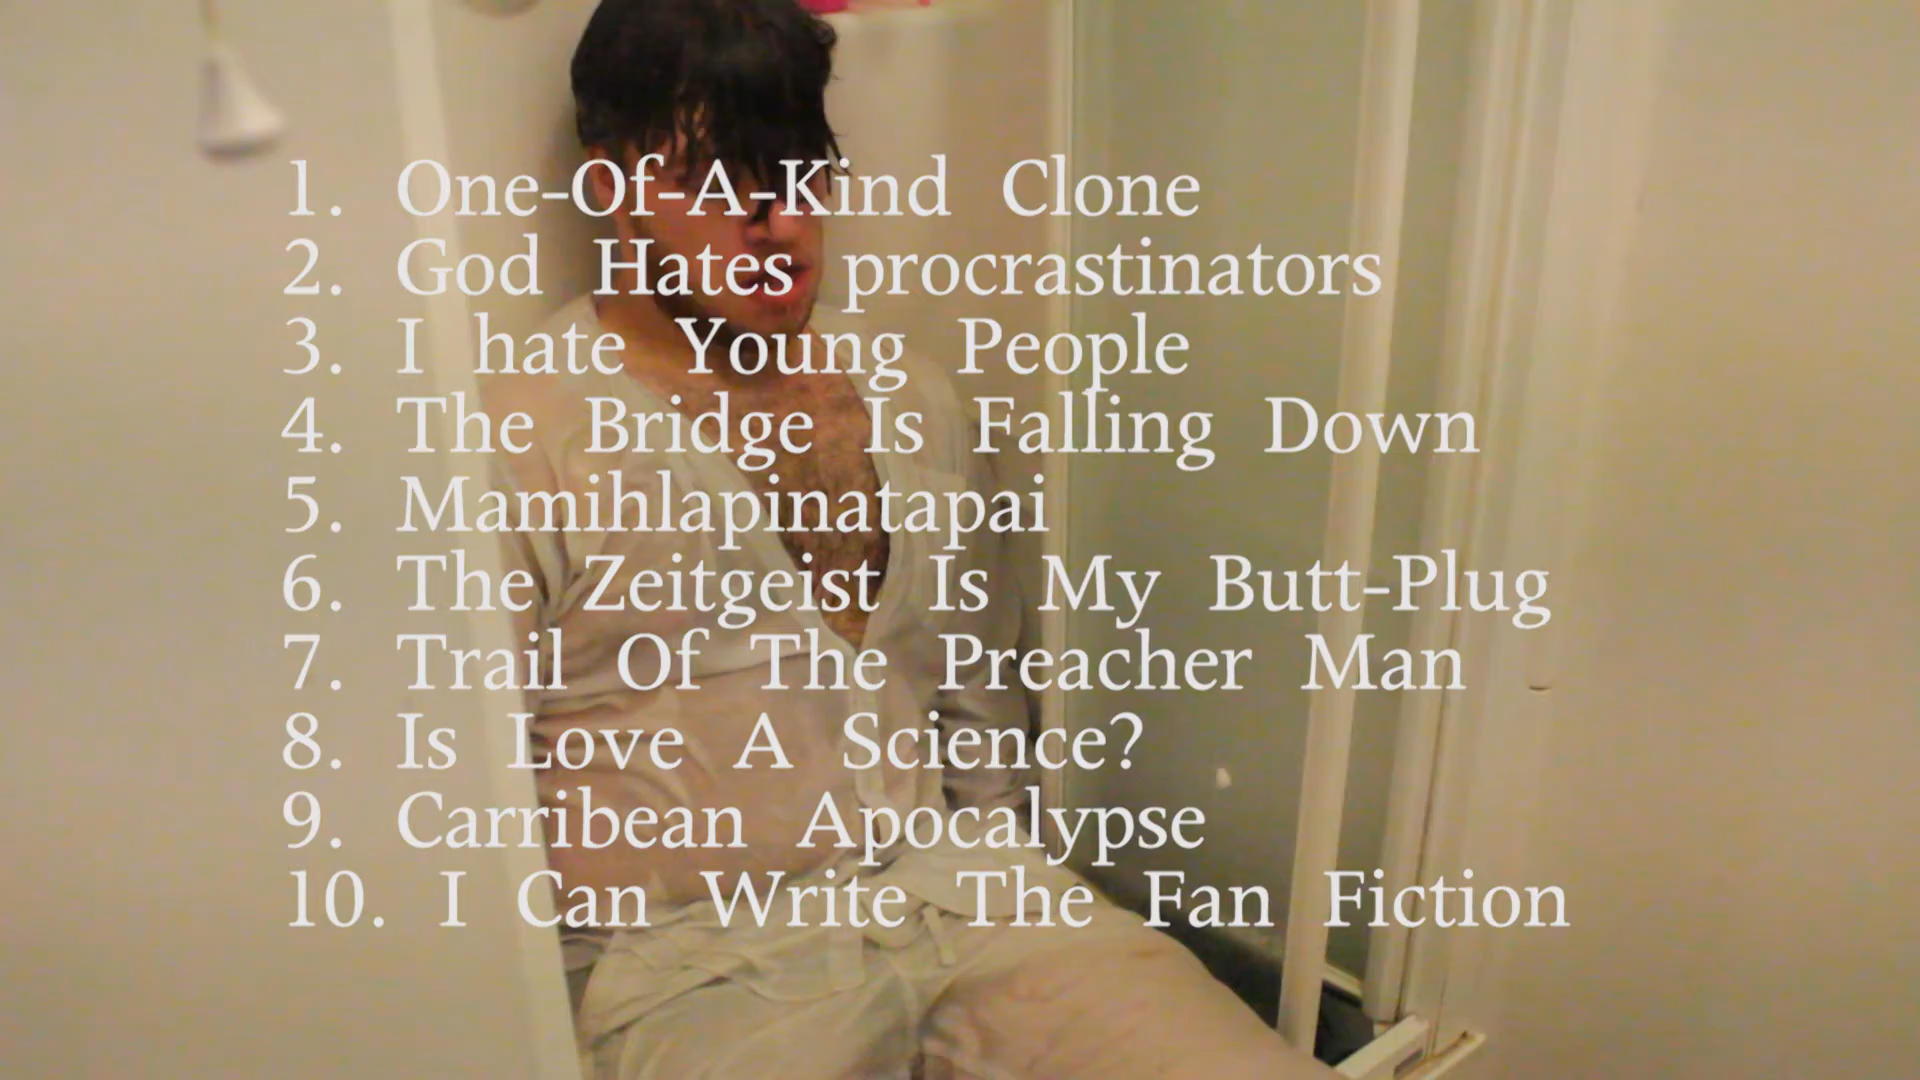 1. One-Of-A-Kind Clone
2. God Hates procrastinators
3. I hate Young People
4. The Bridge Is Falling Down
5. Mamihlapinatapai
6. The Zeitgeist Is My Butt-Plug
7. Trail Of The Preacher Man
8. Is Love A Science?
9. Carribean Apocalypse
10. I Can Write The Fan Fiction